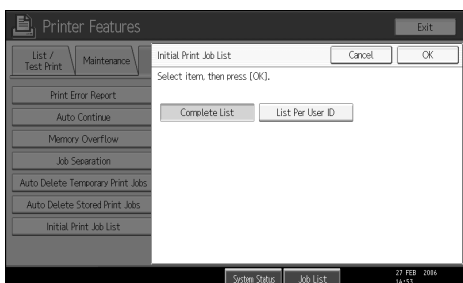 Printer Features
Exit
List /
Test Print
Maintenance
Print Error Report
Auto Continue
Memory Overflow
Job Separation
Auto Delete Temporary Print Jobs
Auto Delete Stored Print Jobs
Initial Print Job List
Initial Print Job List
Cancel
OK
Select item, then press [OK].
Complete List
List Per User ID
System Status
Job List
27 FEB 2006
14:53